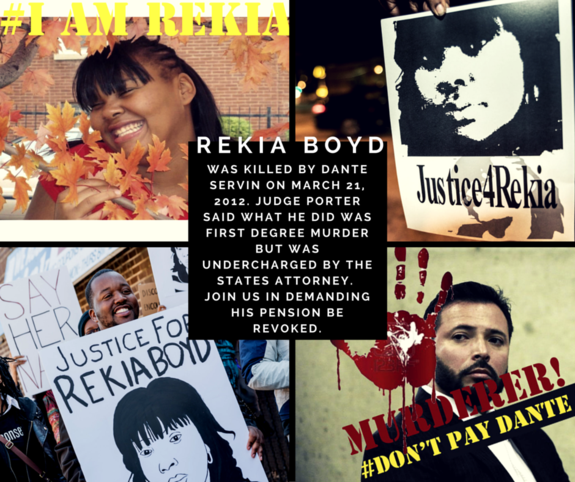 #I AM REKIA
REKIA BOYD
WAS KILLED BY DANTE
SERVIN ON MARCH 21,
2012. JUDGE PORTER
SAID WHAT HE DID WAS
FIRST DEGREE MURDER
BUT WAS
UNDERCHARGED BY THE
STATES ATTORNEY.
JOIN US IN DEMANDING
HIS PENSION BE
REVOKED.
Justice4Rekia
SAY
HER
NA
JUSTICE FOR
REKIABOYD
MURDERER!
#DON'T PAY DANTE